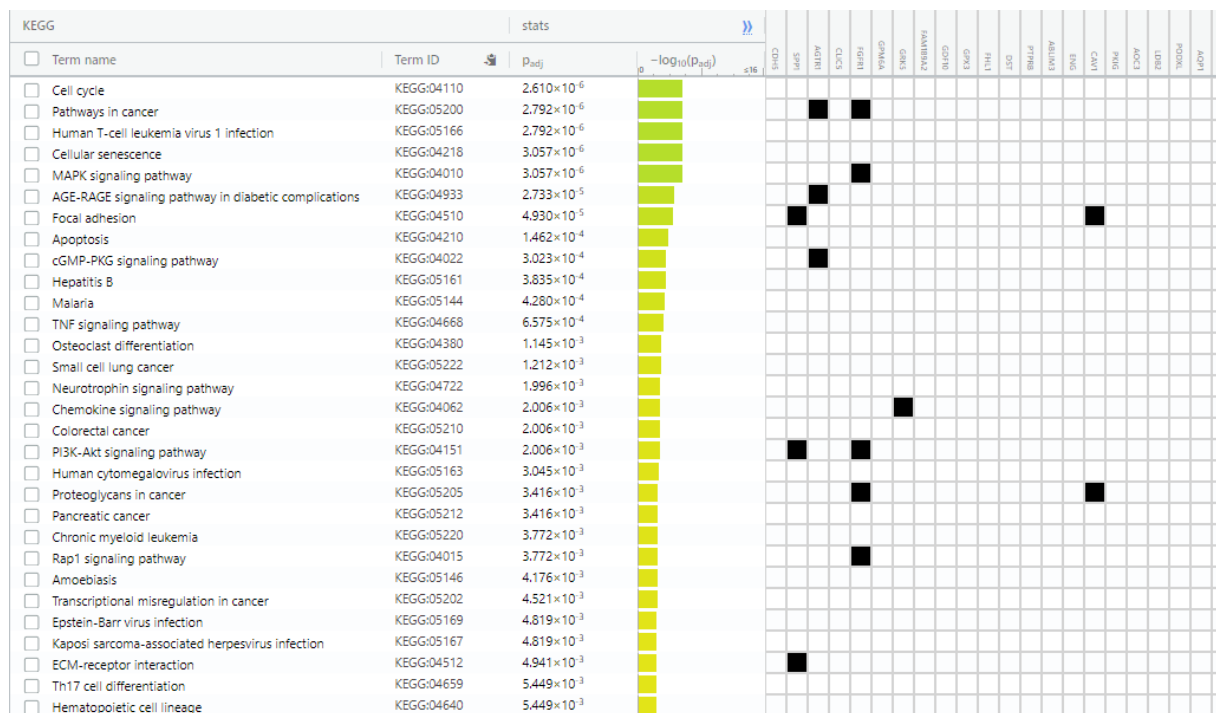 KEGG stats »
Term name Term ID padj −log10(padj)
0 ≤16
CDH5 SPP1 AGTR1 CLIC5 FGFR1 GPM6A GRK5 FAM189A2 GDF10 GPX3 FHL1 DST PTPRB ABLIM3 ENG CAV1 PKIG AOC3 LDB2 PODXL AQP1
Cell cycle KEGG:04110 2.610×10-6
Pathways in cancer KEGG:05200 2.792×10-6
Human T-cell leukemia virus 1 infection KEGG:05166 2.792×10-6
Cellular senescence KEGG:04218 3.057×10-6
MAPK signaling pathway KEGG:04010 3.057×10-6
AGE-RAGE signaling pathway in diabetic complications KEGG:04933 2.733×10-5
Focal adhesion KEGG:04510 4.930×10-5
Apoptosis KEGG:04210 1.462×10-4
cGMP-PKG signaling pathway KEGG:04022 3.023×10-4
Hepatitis B KEGG:05161 3.835×10-4
Malaria KEGG:05144 4.280×10-4
TNF signaling pathway KEGG:04668 6.575×10-4
Osteoclast differentiation KEGG:04380 1.145×10-3
Small cell lung cancer KEGG:05222 1.212×10-3
Neurotrophin signaling pathway KEGG:04722 1.996×10-3
Chemokine signaling pathway KEGG:04062 2.006×10-3
Colorectal cancer KEGG:05210 2.006×10-3
PI3K-Akt signaling pathway KEGG:04151 2.006×10-3
Human cytomegalovirus infection KEGG:05163 3.045×10-3
Proteoglycans in cancer KEGG:05205 3.416×10-3
Pancreatic cancer KEGG:05212 3.416×10-3
Chronic myeloid leukemia KEGG:05220 3.772×10-3
Rap1 signaling pathway KEGG:04015 3.772×10-3
Amoebiasis KEGG:05146 4.176×10-3
Transcriptional misregulation in cancer KEGG:05202 4.521×10-3
Epstein-Barr virus infection KEGG:05169 4.819×10-3
Kaposi sarcoma-associated herpesvirus infection KEGG:05167 4.819×10-3
ECM-receptor interaction KEGG:04512 4.941×10-3
Th17 cell differentiation KEGG:04659 5.449×10-3
Hematopoietic cell lineage KEGG:04640 5.449×10-3